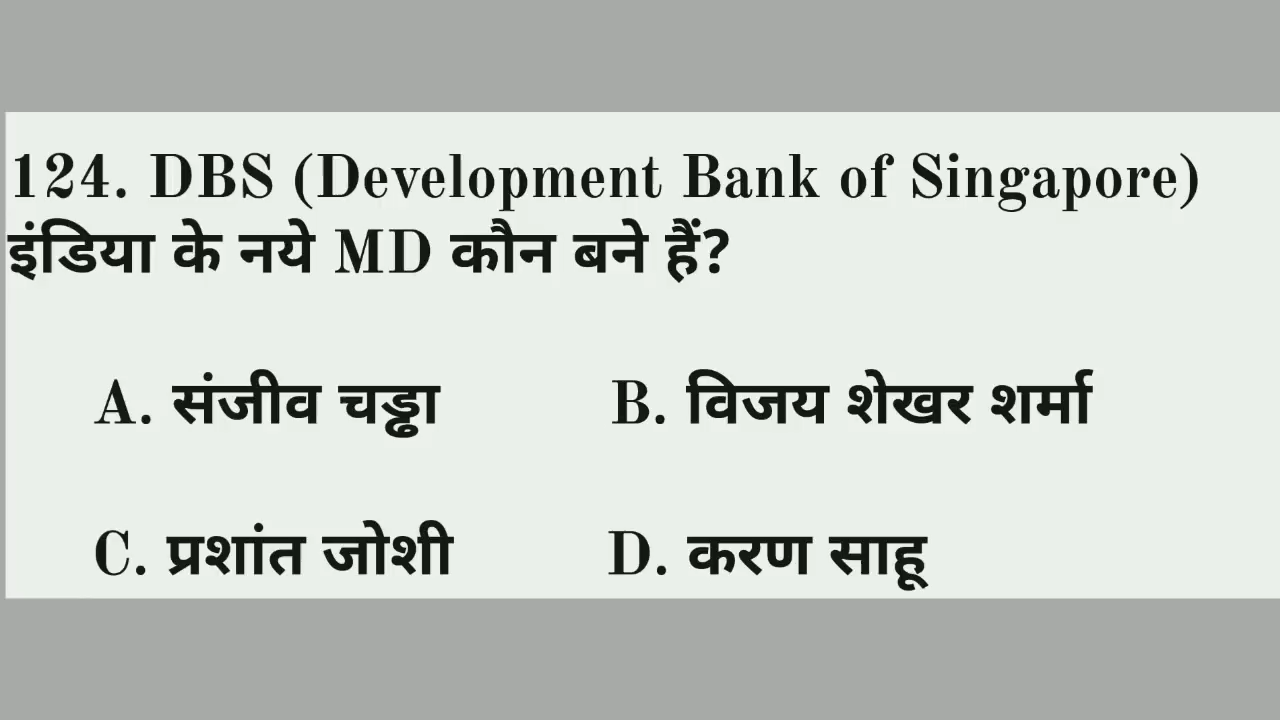 124. DBS (Development Bank of Singapore)
इंडिया के नये MD कौन बने हैं?
A. संजीव चड्ढा B. विजय शेखर शर्मा
C. प्रशांत जोशी D. करण साहू